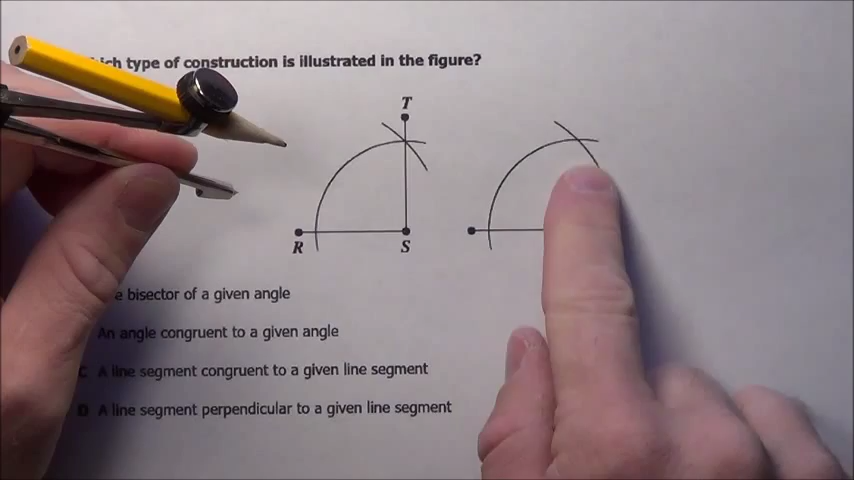 type of construction is illustrated in the figure?
T
R
S
bisector of a given angle
An angle congruent to a given angle
C A line segment congruent to a given line segment
D A line segment perpendicular to a given line segment